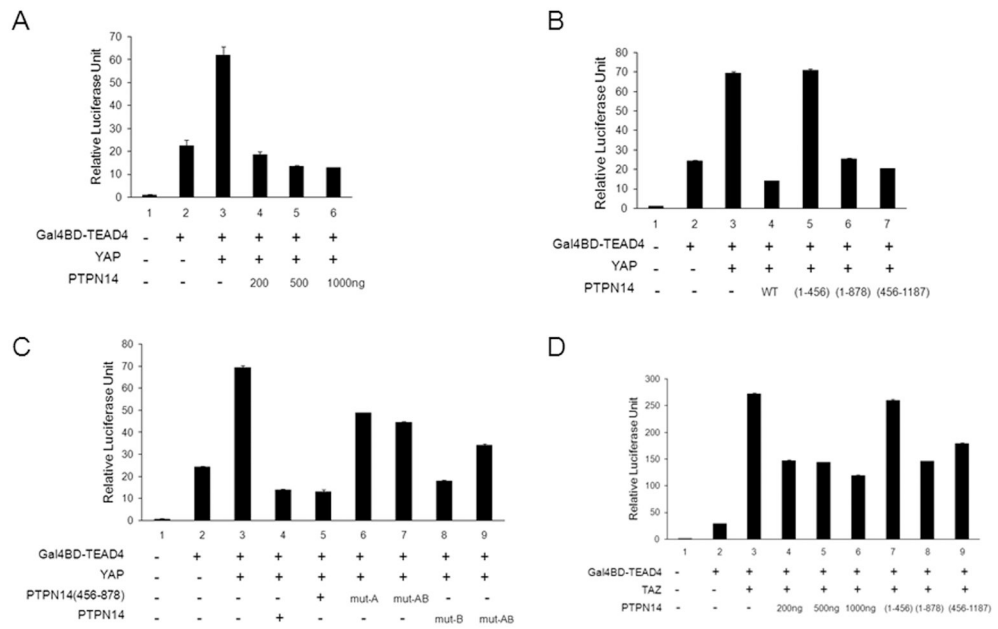 A
Relative Luciferase Unit
70
60
50
40
30
20
10
0
1 2 3 4 5 6
Gal4BD-TEAD4 - + + + + +
YAP - - + + + +
PTPN14 - - - 200 500 1000ng
B
Relative Luciferase Unit
80
70
60
50
40
30
20
10
0
1 2 3 4 5 6 7
Gal4BD-TEAD4 - + + + + + +
YAP - - + + + + +
PTPN14 - - - WT (1-456) (1-878) (456-1187)
C
Relative Luciferase Unit
80
70
60
50
40
30
20
10
0
1 2 3 4 5 6 7 8 9
Gal4BD-TEAD4 - + + + + + + + +
YAP - - + + + + + + +
PTPN14(456-878) - - - - + mut-A mut-AB - -
PTPN14 - - - + - - - mut-B mut-AB
D
Relative Luciferase Unit
300
250
200
150
100
50
0
1 2 3 4 5 6 7 8 9
Gal4BD-TEAD4 - + + + + + + + +
TAZ - - + + + + + + +
PTPN14 - - - 200ng 500ng 1000ng (1-456) (1-878) (456-1187)